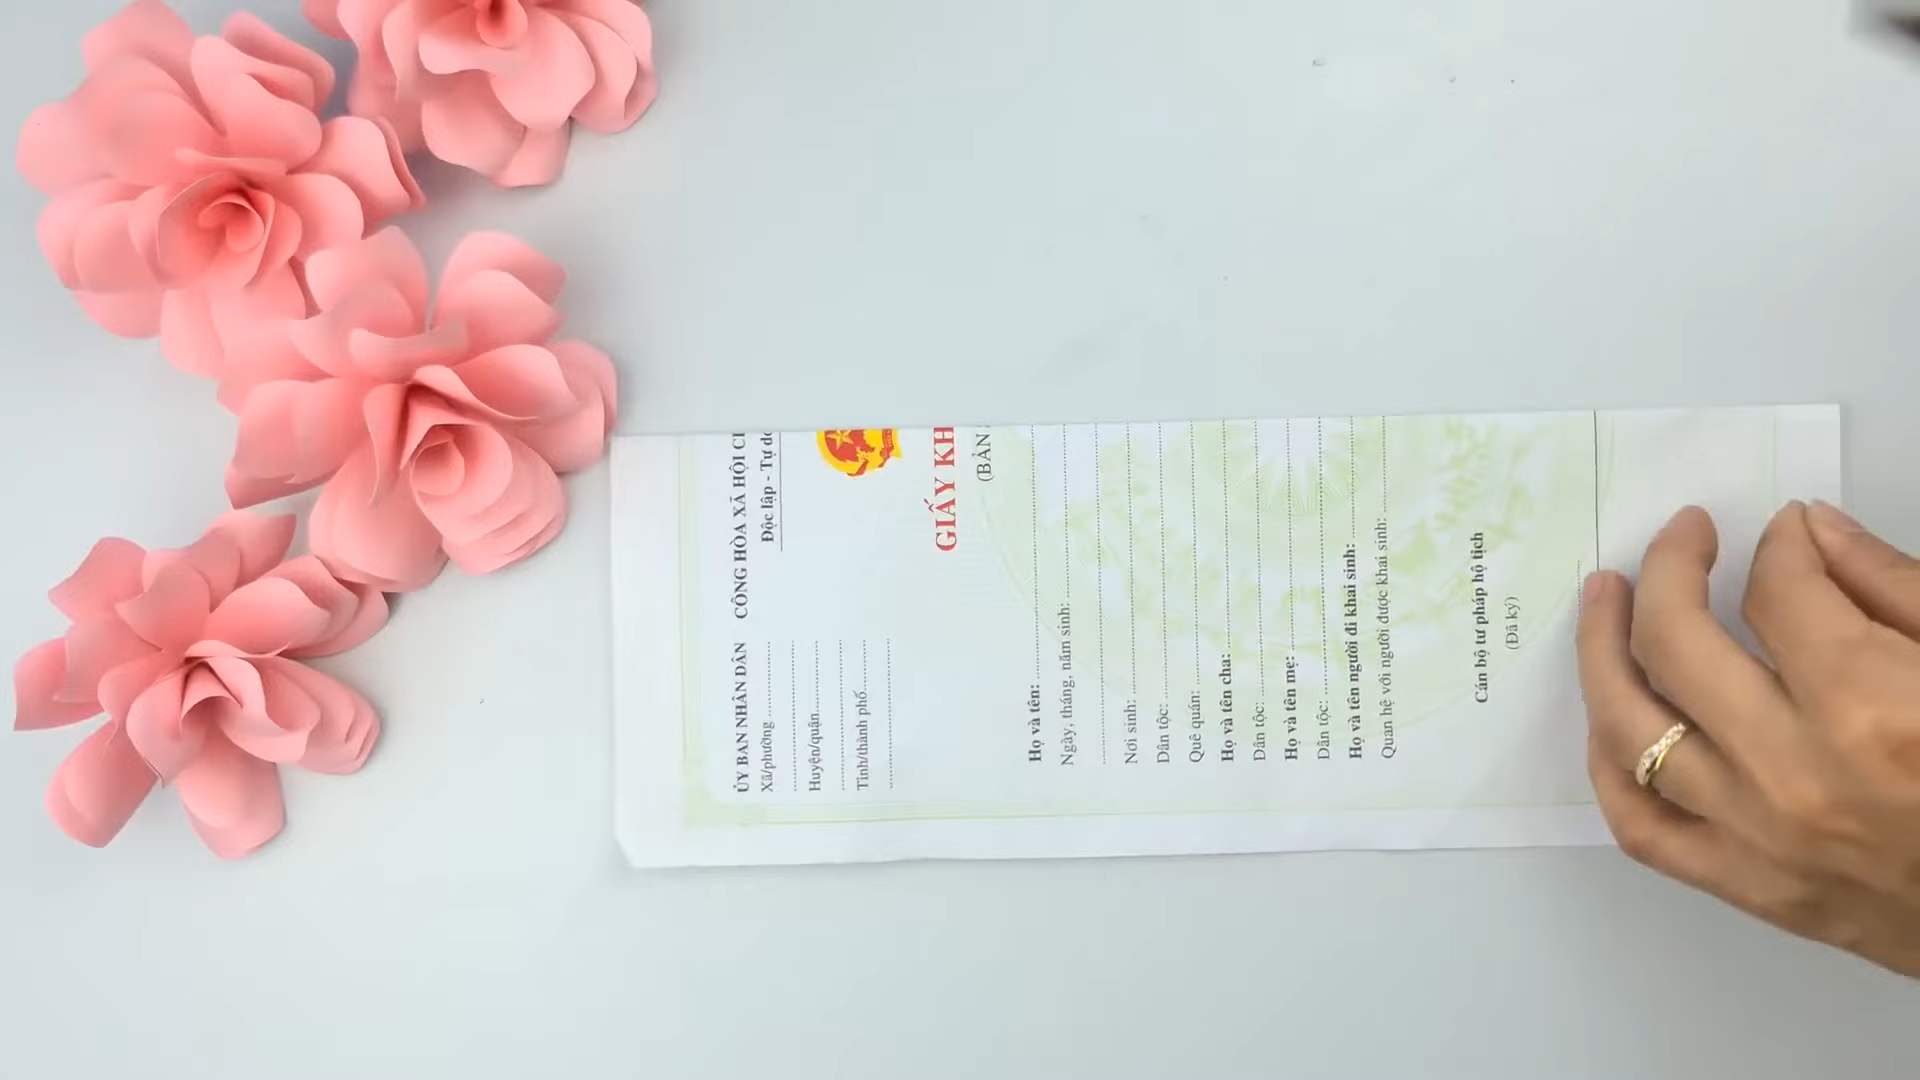 ỦY BAN NHÂN DÂN
Xã/phường
Huyện/quận
Tỉnh/thành phố
CÔNG HÒA XÃ HỘI
Độc lập - Tự do
GIẤY KH
(BẢN
Họ và tên:
Ngày, tháng, năm sinh:
Nơi sinh:
Dân tộc:
Quê quán:
Họ và tên cha:
Dân tộc:
Họ và tên mẹ:
Dân tộc:
Họ và tên người đi khai sinh:
Quan hệ với người được khai sinh:
Cán bộ tư pháp hộ tịch
(Đã ký)